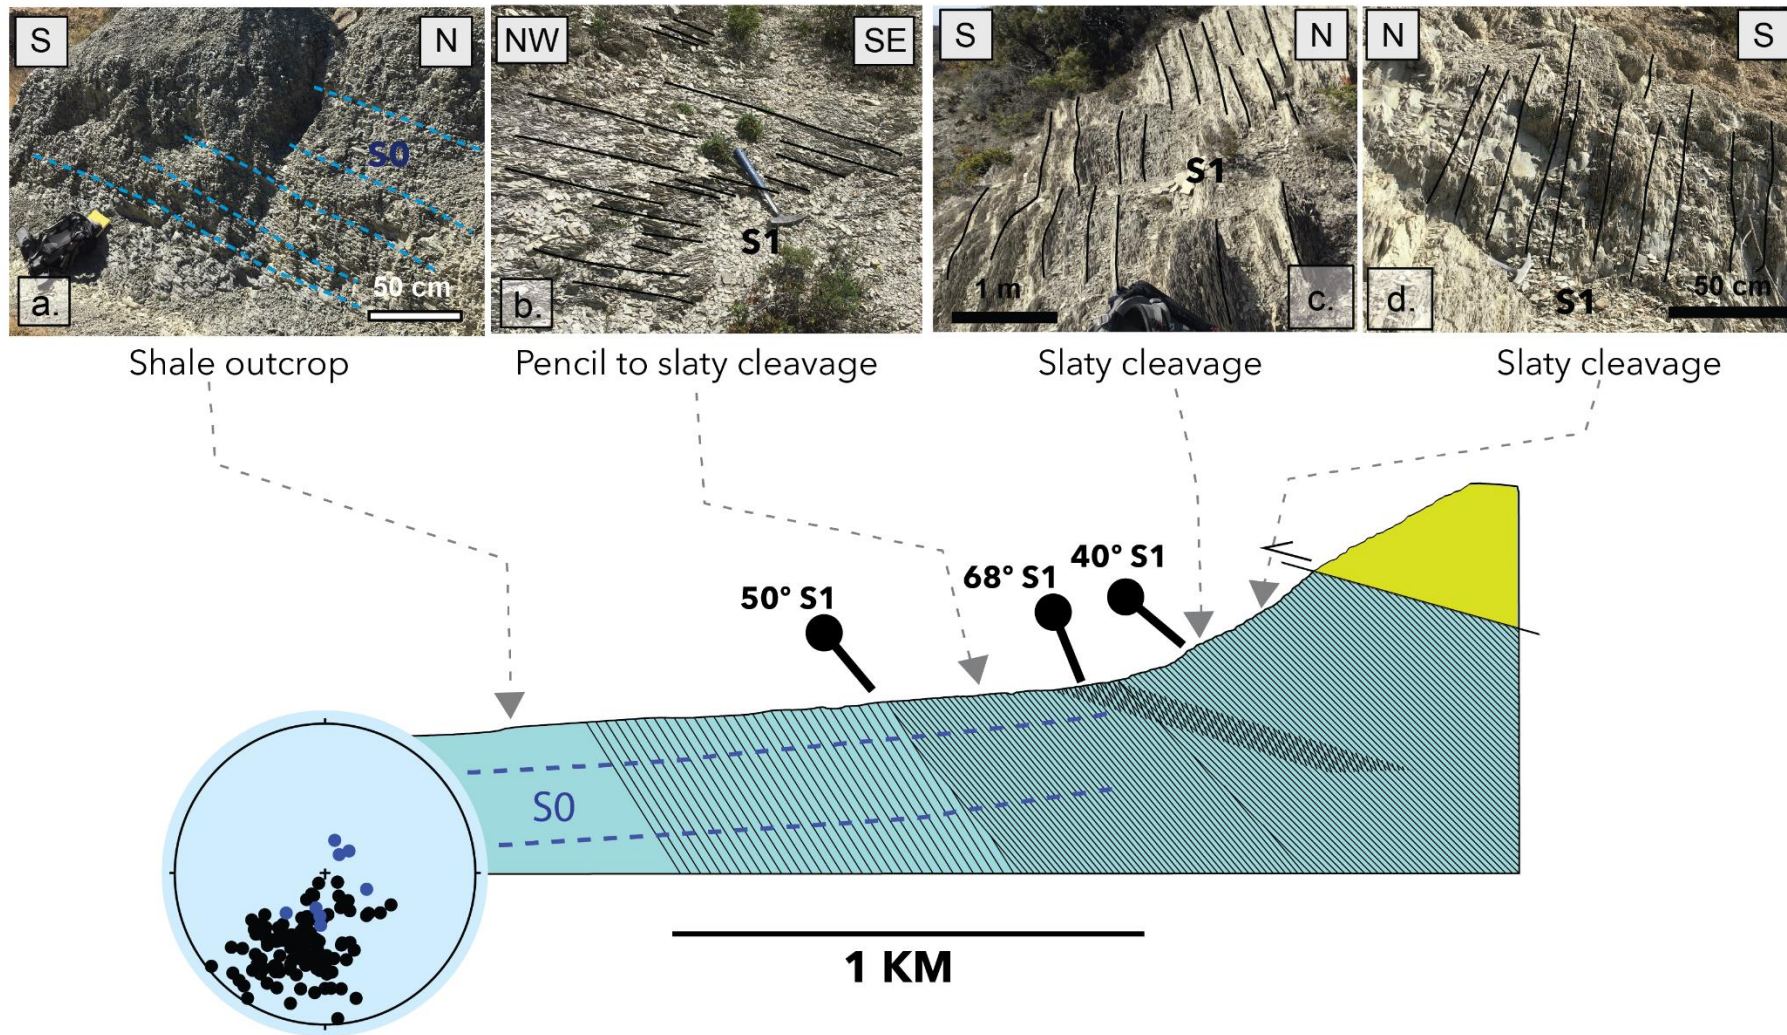 S
N
NW
SE
S
N
N
S
S0
S1
S1
S1
a.
50 cm
b.
1 m
c.
d.
50 cm
Shale outcrop
Pencil to slaty cleavage
Slaty cleavage
Slaty cleavage
50° S1
68° S1
40° S1
S0
1 KM